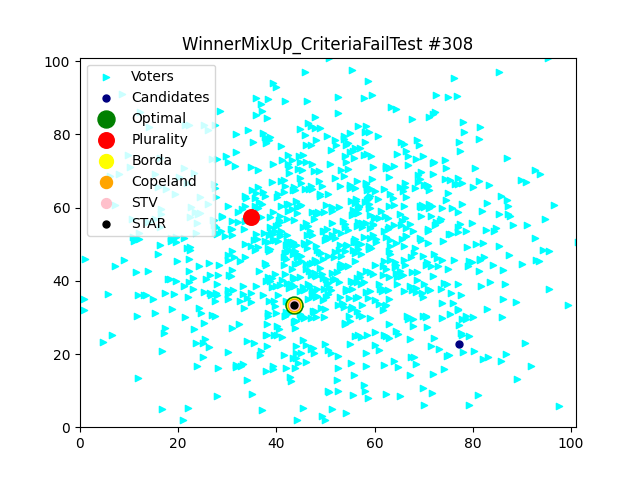 WinnerMixUp_CriteriaFailTest #308
100
80
60
40
20
0
0
20
40
60
80
100
Voters
Candidates
Optimal
Plurality
Borda
Copeland
STV
STAR